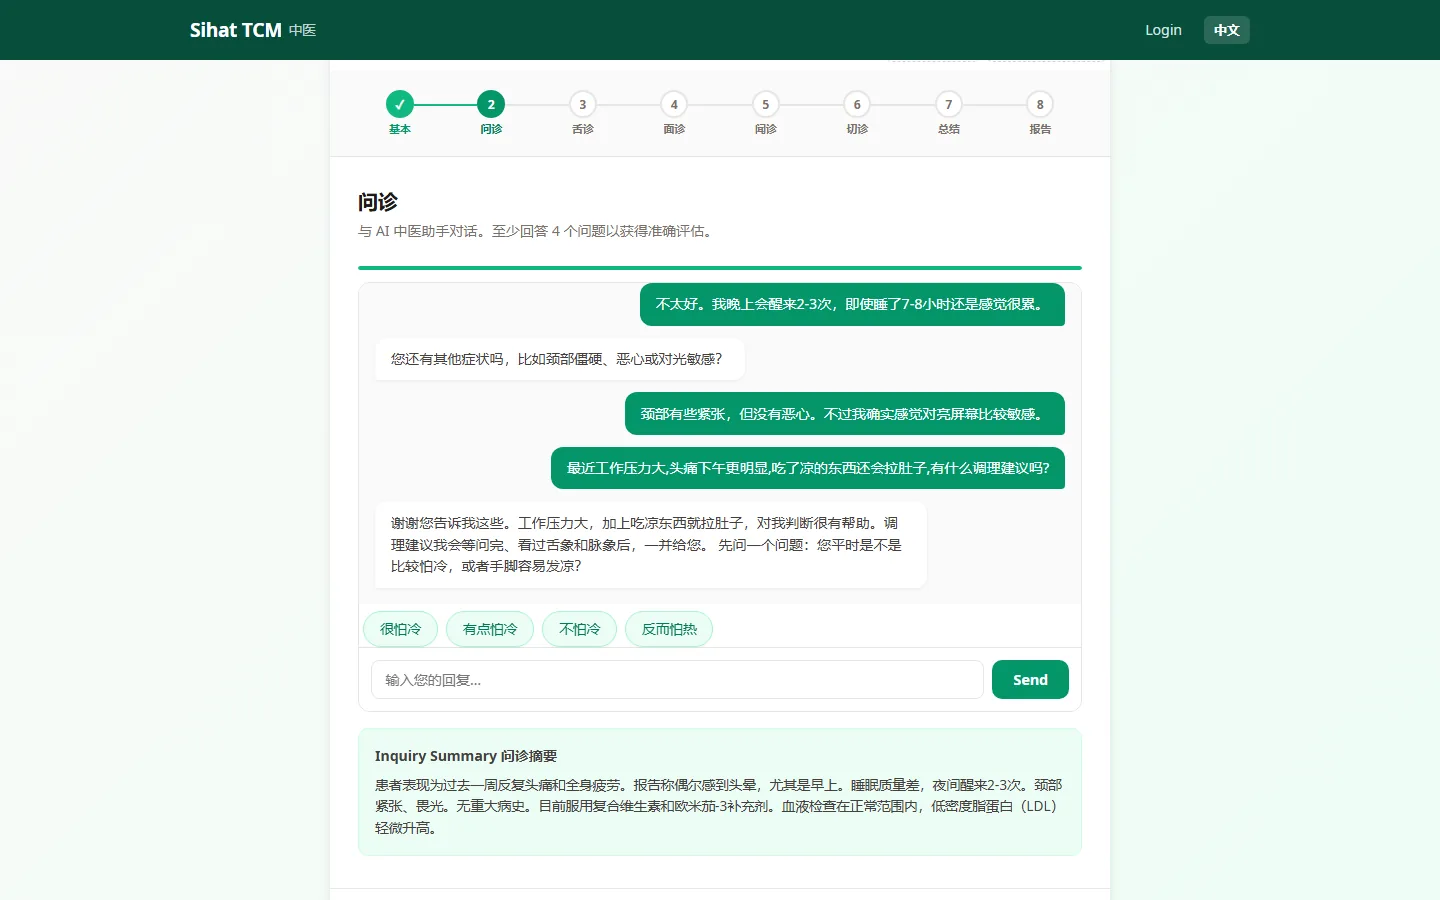 Sihat TCM 中医
Login
中文
✓ 2 3 4 5 6 7 8
基本 问诊 舌诊 面诊 闻诊 切诊 总结 报告
问诊
与 AI 中医助手对话。至少回答 4 个问题以获得准确评估。
不太好。我晚上会醒来2-3次，即使睡了7-8小时还是感觉很累。
您还有其他症状吗，比如颈部僵硬、恶心或对光敏感？
颈部有些紧张，但没有恶心。不过我确实感觉对亮屏幕比较敏感。
最近工作压力大,头痛下午更明显,吃了凉的东西还会拉肚子,有什么调理建议吗?
谢谢您告诉我这些。工作压力大，加上吃凉东西就拉肚子，对我判断很有帮助。调
理建议我会等问完、看过舌象和脉象后，一并给您。 先问一个问题：您平时是不是
比较怕冷，或者手脚容易发凉？
很怕冷 有点怕冷 不怕冷 反而怕热
输入您的回复...
Send
Inquiry Summary 问诊摘要
患者表现为过去一周反复头痛和全身疲劳。报告称偶尔感到头晕，尤其是早上。睡眠质量差，夜间醒来2-3次。颈部
紧张、畏光。无重大病史。目前服用复合维生素和欧米茄-3补充剂。血液检查在正常范围内，低密度脂蛋白（LDL）
轻微升高。